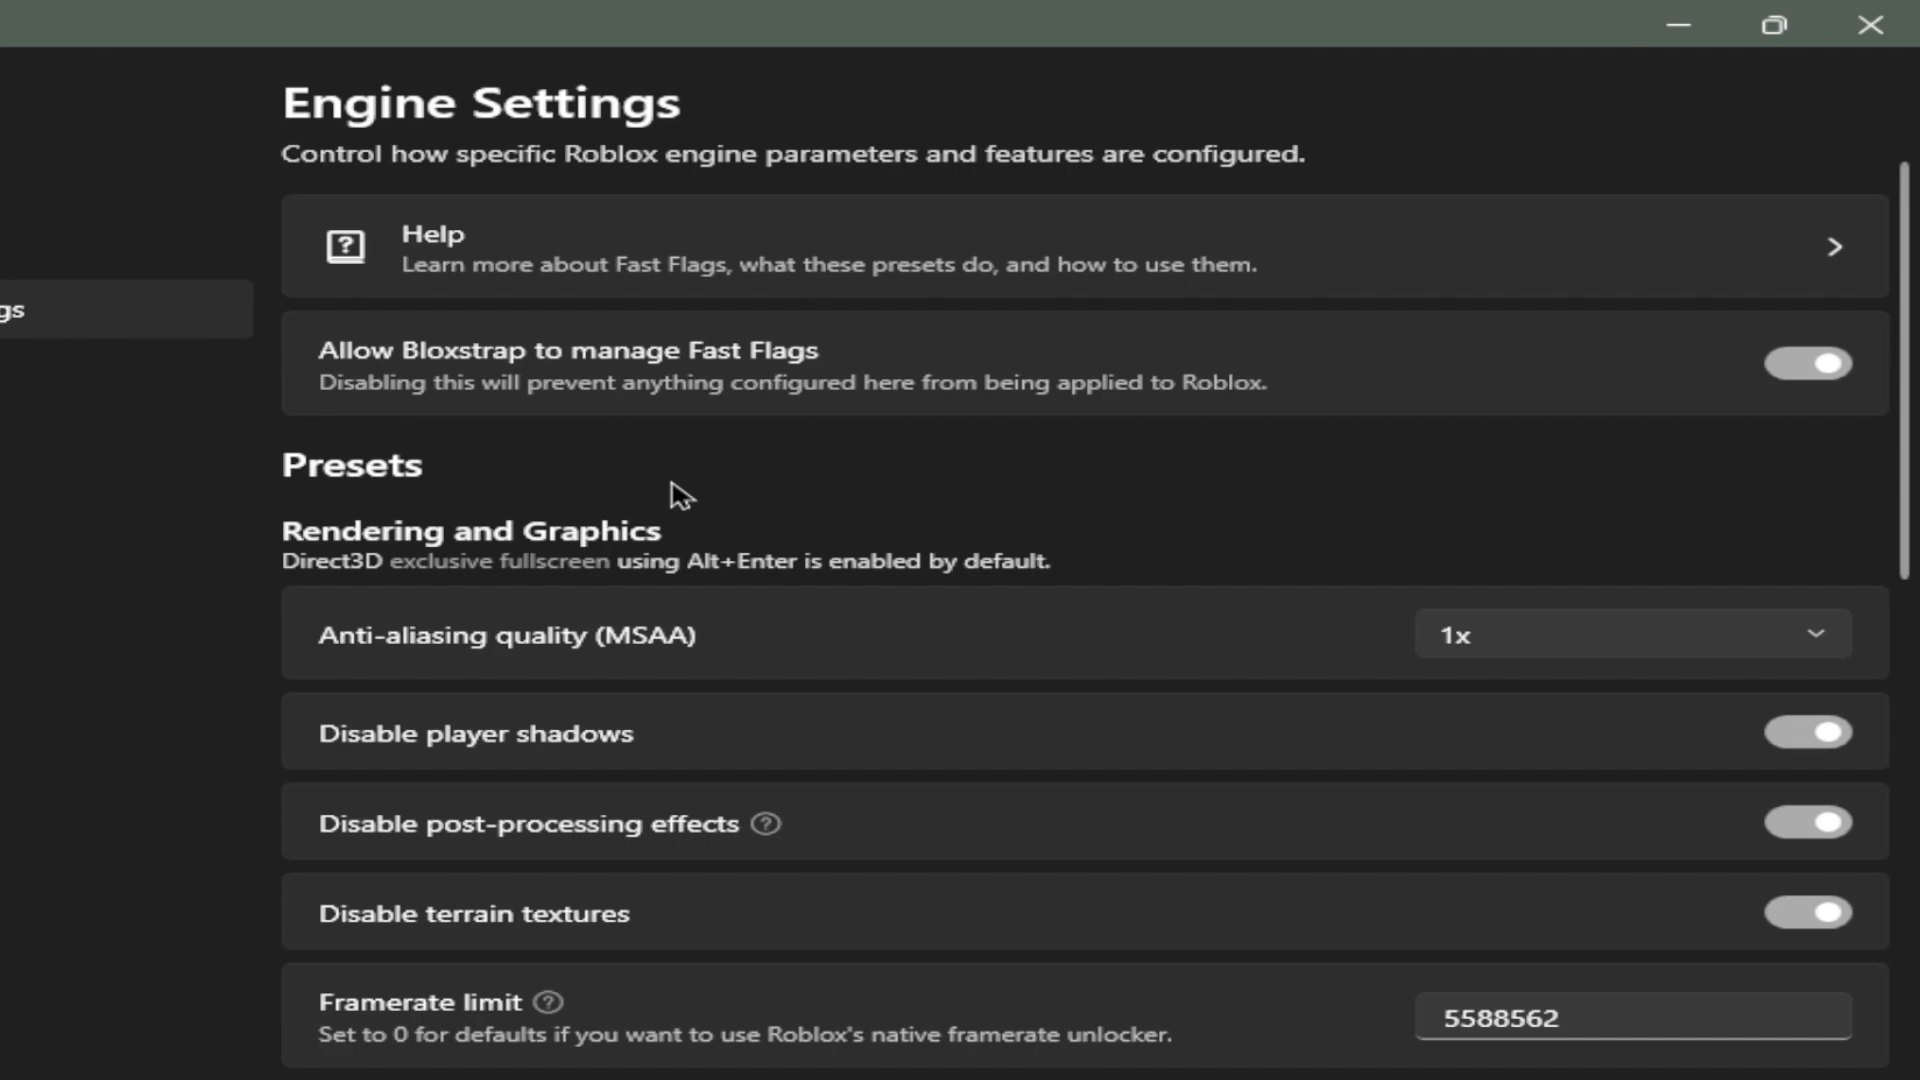 Engine Settings
Control how specific Roblox engine parameters and features are configured.
Help
Learn more about Fast Flags, what these presets do, and how to use them.
gs
Allow Bloxstrap to manage Fast Flags
Disabling this will prevent anything configured here from being applied to Roblox.
Presets
Rendering and Graphics
Direct3D exclusive fullscreen using Alt+Enter is enabled by default.
Anti-aliasing quality (MSAA) 1x
Disable player shadows
Disable post-processing effects
Disable terrain textures
Framerate limit
Set to 0 for defaults if you want to use Roblox's native framerate unlocker.
5588562